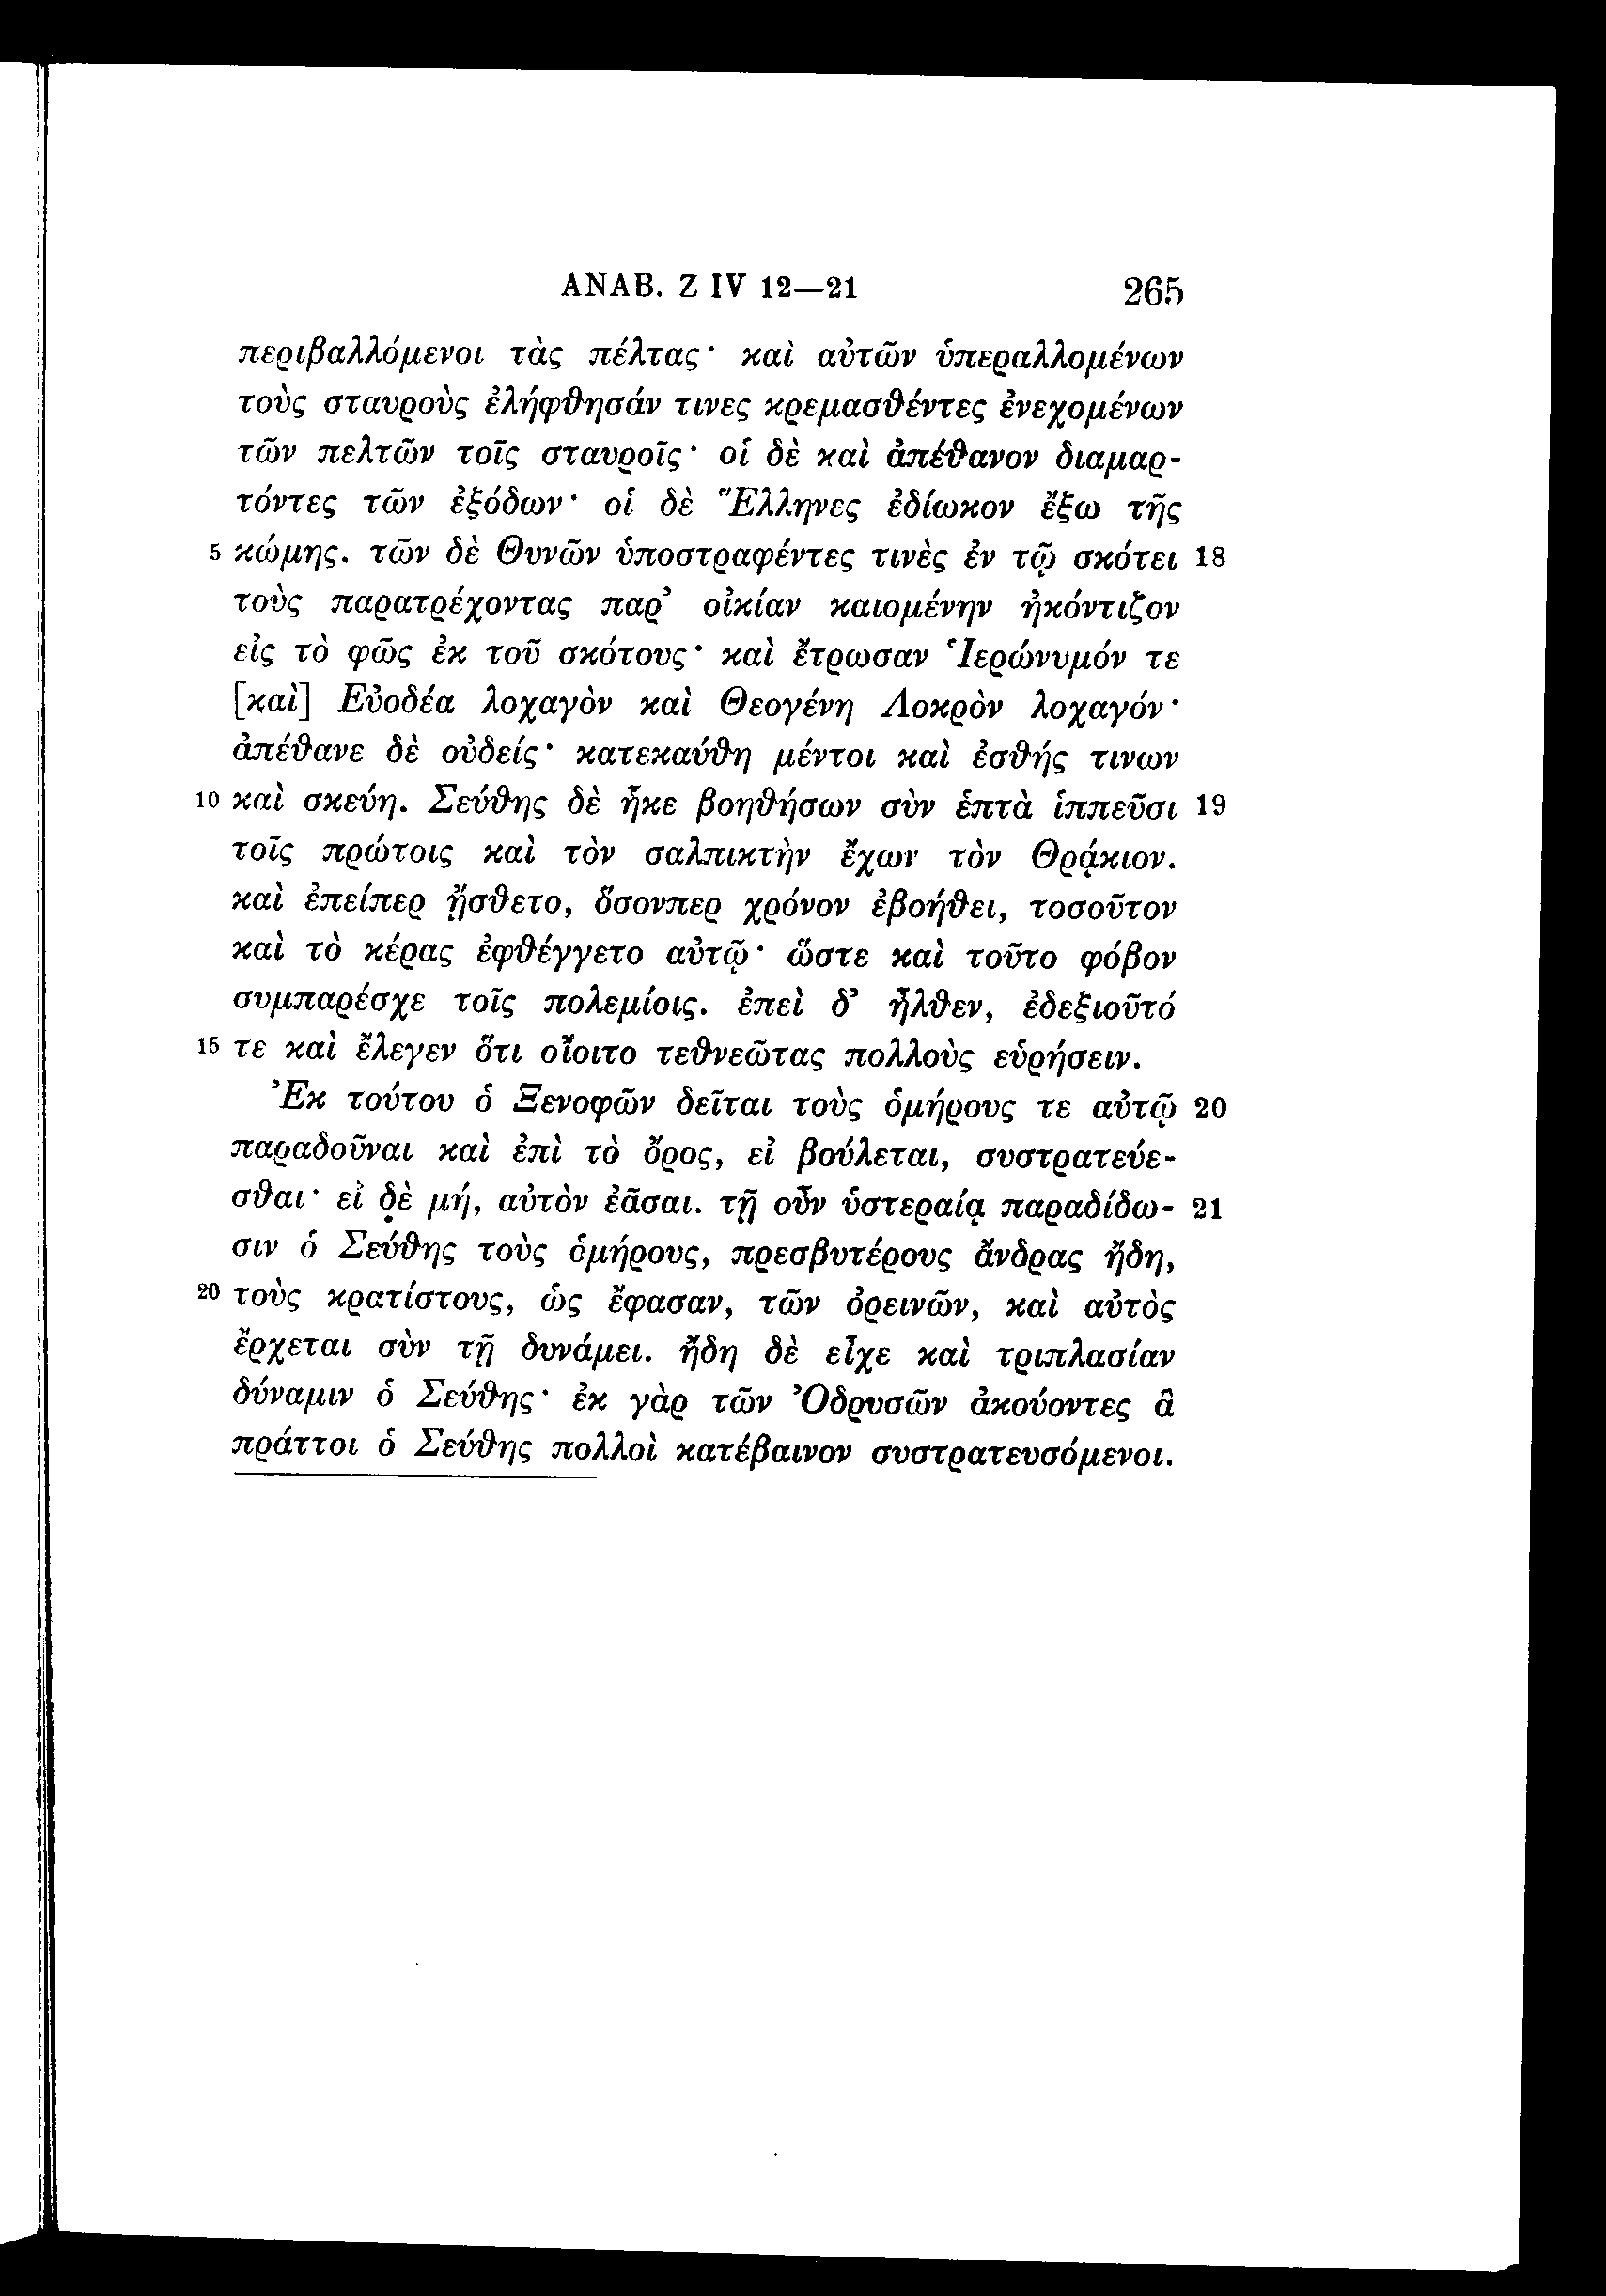 ΑΝΑΒ. Ζ IV 12—21 265
περιβαλλόμενοι τὰς πέλτας· καὶ αὐτῶν ὑπεραλλομένων
τοὺς σταυροὺς ἐλήφθησάν τινες κρεμασθέντες ἐνεχομένων
τῶν πελτῶν τοῖς σταυροῖς· οἱ δὲ καὶ ἀπέθανον διαμαρ-
τόντες τῶν ἐξόδων· οἱ δὲ Ἕλληνες ἐδίωκον ἔξω τῆς
5 κώμης. τῶν δὲ Θυνῶν ὑποστραφέντες τινὲς ἐν τῷ σκότει 18
τοὺς παρατρέχοντας παρ’ οἰκίαν καιομένην ἠκόντιζον
εἰς τὸ φῶς ἐκ τοῦ σκότους· καὶ ἔτρωσαν Ἱερώνυμόν τε
[καὶ] Εὐοδέα λοχαγὸν καὶ Θεογένη Λοκρὸν λοχαγόν·
ἀπέθανε δὲ οὐδείς· κατεκαύθη μέντοι καὶ ἐσθής τινων
10 καὶ σκεύη. Σεύθης δὲ ἧκε βοηθήσων σὺν ἑπτὰ ἱππεῦσι 19
τοῖς πρώτοις καὶ τὸν σαλπικτὴν ἔχων τὸν Θρᾴκιον.
καὶ ἐπείπερ ᾔσθετο, ὅσονπερ χρόνον ἐβοήθει, τοσοῦτον
καὶ τὸ κέρας ἐφθέγγετο αὐτῷ· ὥστε καὶ τοῦτο φόβον
συμπαρέσχε τοῖς πολεμίοις. ἐπεὶ δ’ ἦλθεν, ἐδεξιοῦτό
15 τε καὶ ἔλεγεν ὅτι οἴοιτο τεθνεῶτας πολλοὺς εὑρήσειν.
Ἐκ τούτου ὁ Ξενοφῶν δεῖται τοὺς ὁμήρους τε αὐτῷ 20
παραδοῦναι καὶ ἐπὶ τὸ ὄρος, εἰ βούλεται, συστρατεύε-
σθαι· εἰ δὲ μή, αὐτὸν ἐᾶσαι. τῇ οὖν ὑστεραίᾳ παραδίδω- 21
σιν ὁ Σεύθης τοὺς ὁμήρους, πρεσβυτέρους ἄνδρας ἤδη,
20 τοὺς κρατίστους, ὡς ἔφασαν, τῶν ὀρεινῶν, καὶ αὐτὸς
ἔρχεται σὺν τῇ δυνάμει. ἤδη δὲ εἶχε καὶ τριπλασίαν
δύναμιν ὁ Σεύθης· ἐκ γὰρ τῶν Ὀδρυσῶν ἀκούοντες ἃ
πράττοι ὁ Σεύθης πολλοὶ κατέβαινον συστρατευσόμενοι.